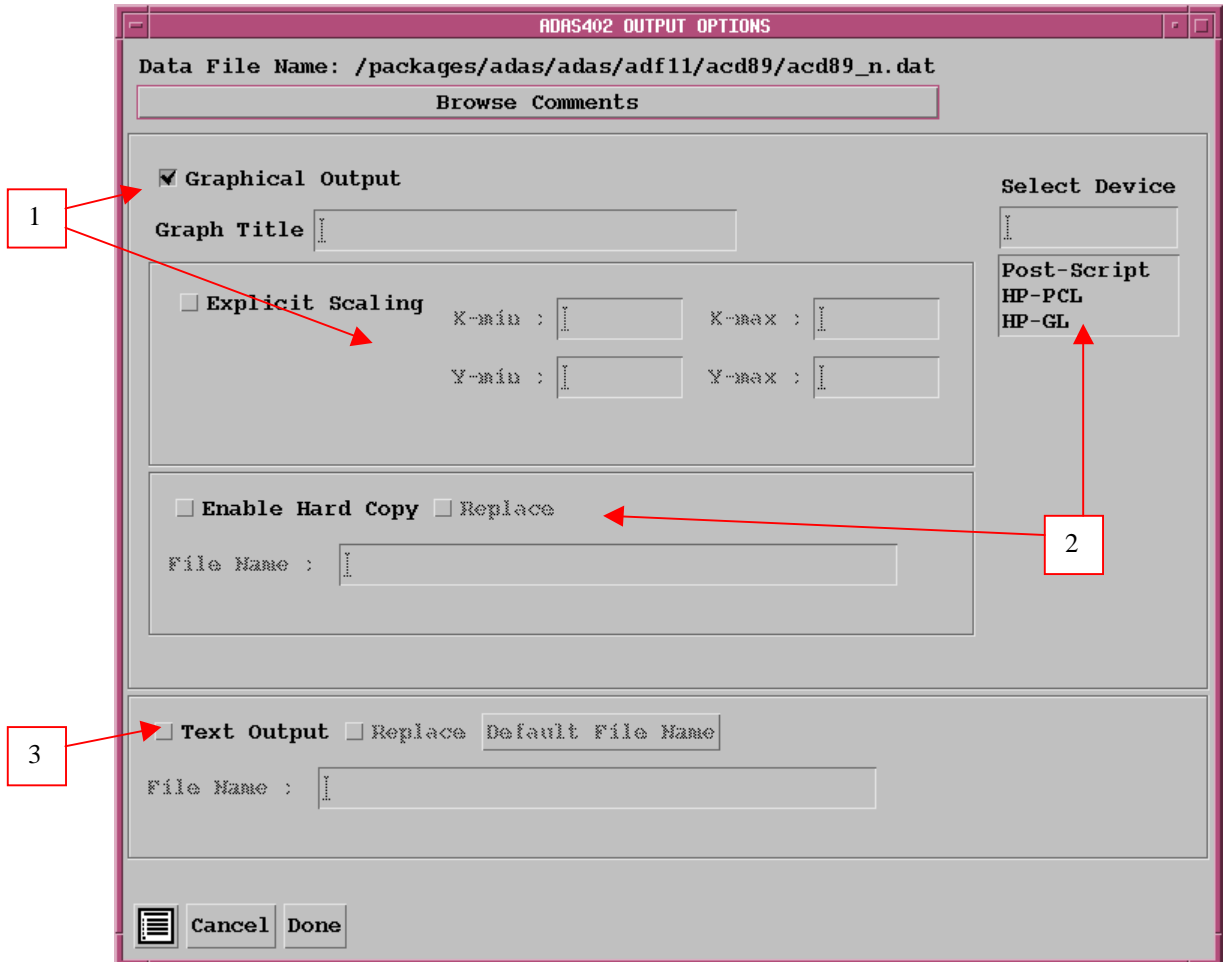 ADAS402 OUTPUT OPTIONS
Data File Name: /packages/adas/adas/adf11/acd89/acd89_n.dat
Browse Comments
Graphical Output
Select Device
1
Graph Title
Post-Script
HP-PCL
HP-GL
Explicit Scaling
X-min :
X-max :
Y-min :
Y-max :
Enable Hard Copy
Replace
2
File Name :
3
Text Output
Replace
Default File Name
File Name :
Cancel
Done